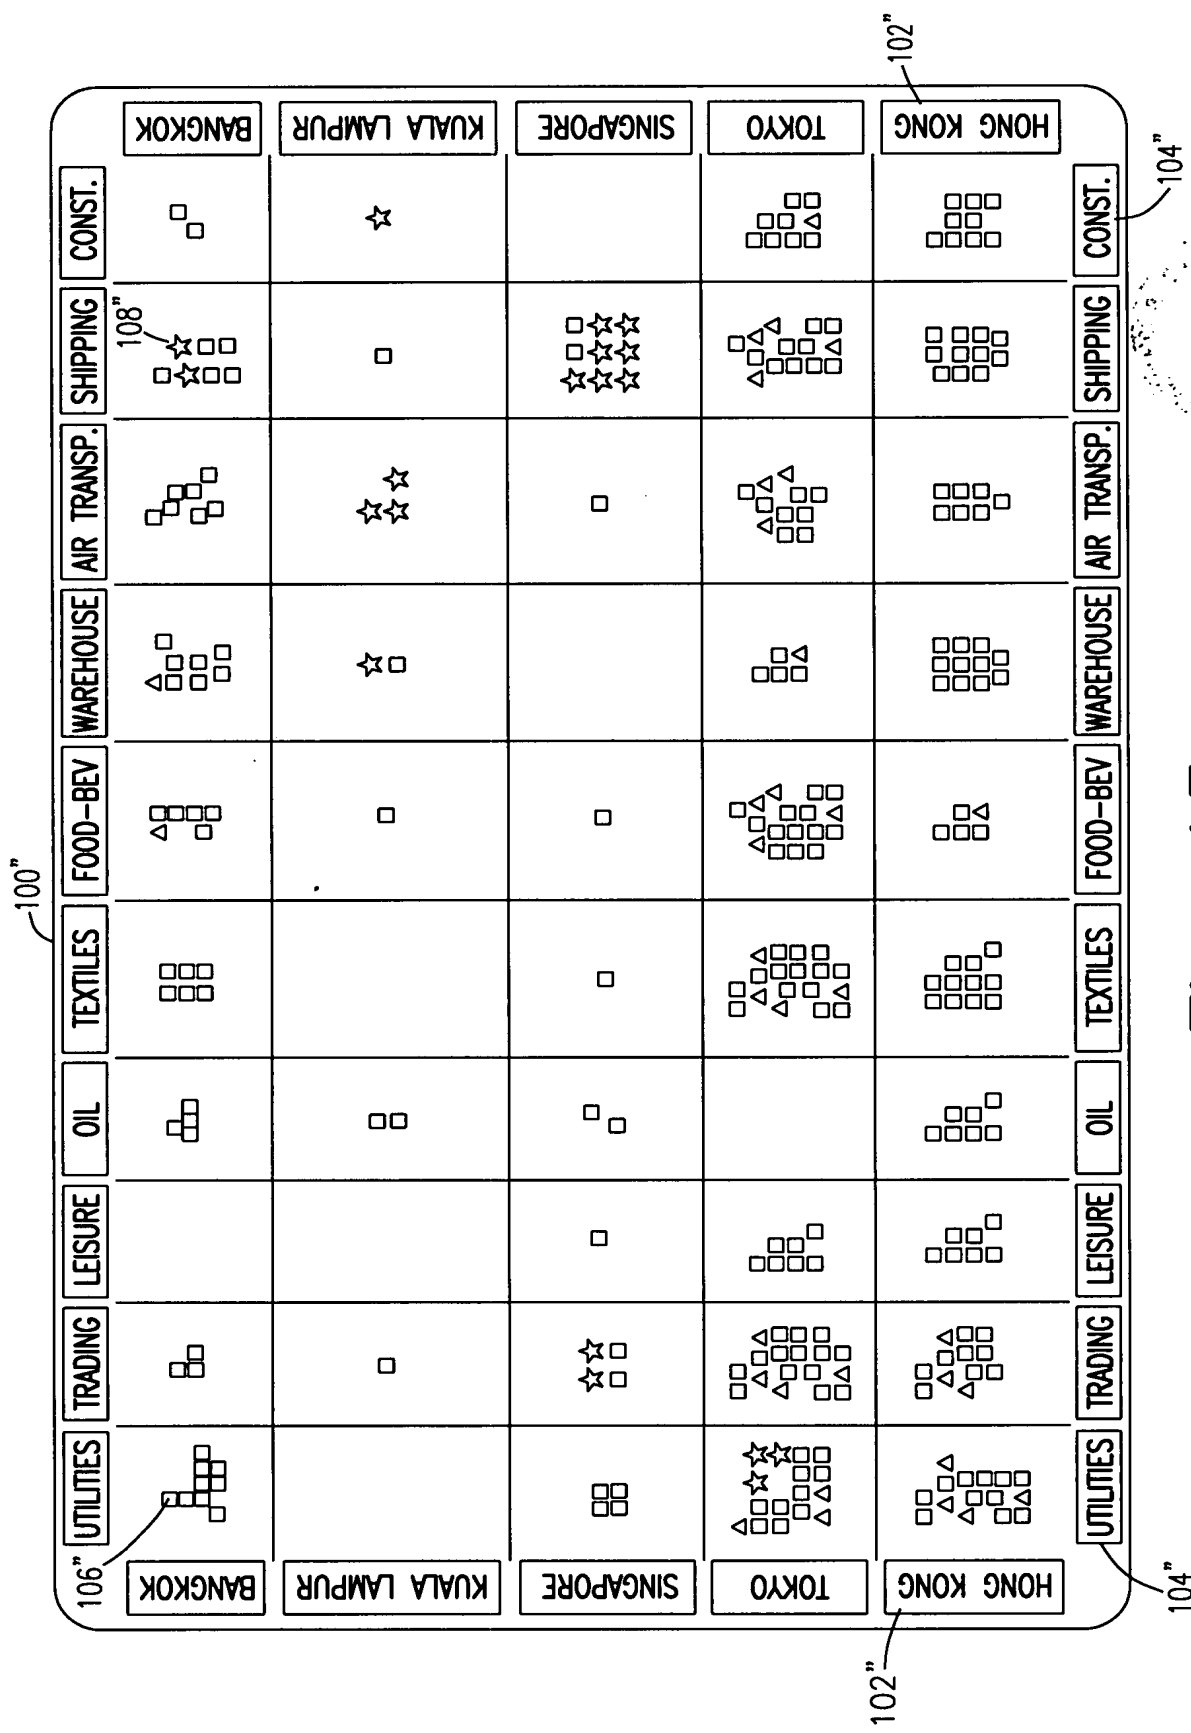 100"
106"
108"
102"
UTILITIES
TRADING
LEISURE
OIL
TEXTILES
FOOD-BEV
WAREHOUSE
AIR TRANSP.
SHIPPING
CONST.
BANGKOK
BANGKOK
KUALA LAMPUR
KUALA LAMPUR
SINGAPORE
SINGAPORE
TOKYO
TOKYO
HONG KONG
HONG KONG
UTILITIES
TRADING
LEISURE
OIL
TEXTILES
FOOD-BEV
WAREHOUSE
AIR TRANSP.
SHIPPING
CONST.
102"
104"
104"